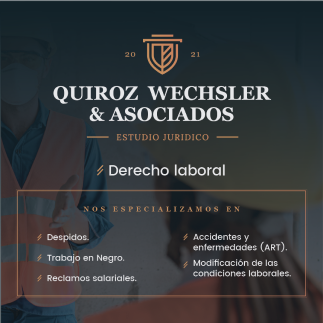 20 21
QUIROZ WECHSLER
& ASOCIADOS
ESTUDIO JURIDICO
Derecho laboral
NOS ESPECIALIZAMOS EN
Despidos.
Trabajo en Negro.
Reclamos salariales.
Accidentes y
enfermedades (ART).
Modificación de las
condiciones laborales.